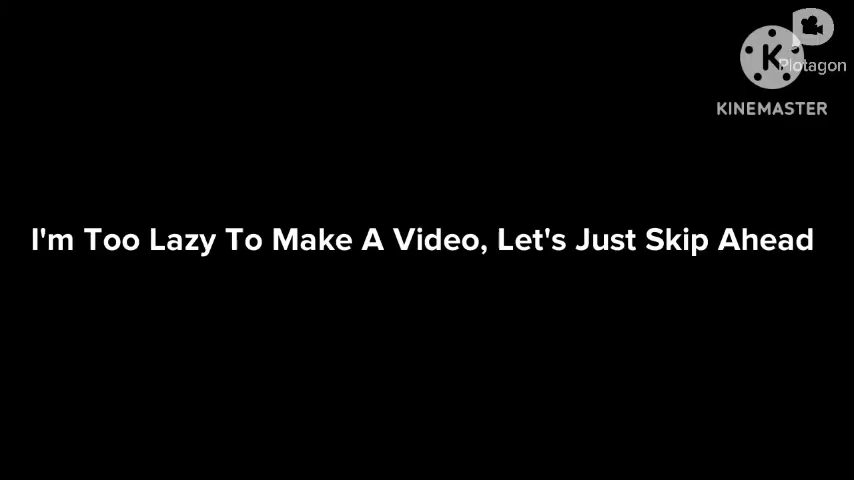 Plotagon
KINEMASTER
I'm Too Lazy To Make A Video, Let's Just Skip Ahead